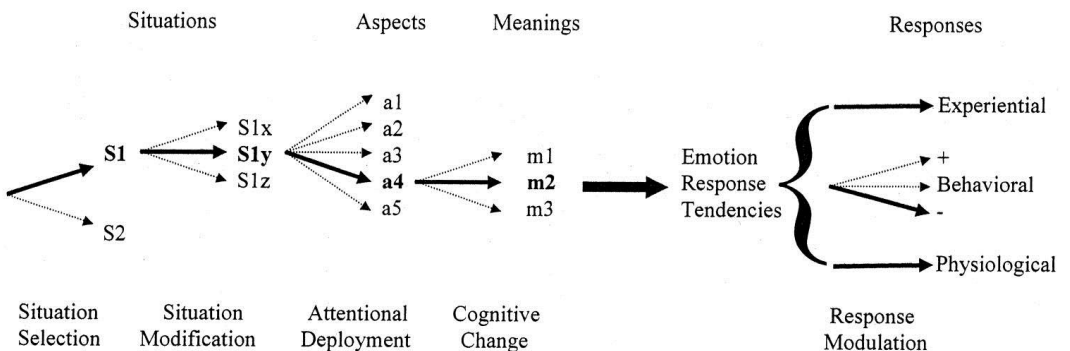 Situations
Aspects
Meanings
Responses
S1
S2
S1x
S1y
S1z
a1
a2
a3
a4
a5
m1
m2
m3
Emotion
Response
Tendencies
Experiential
+
Behavioral
-
Physiological
Situation
Selection
Situation
Modification
Attentional
Deployment
Cognitive
Change
Response
Modulation